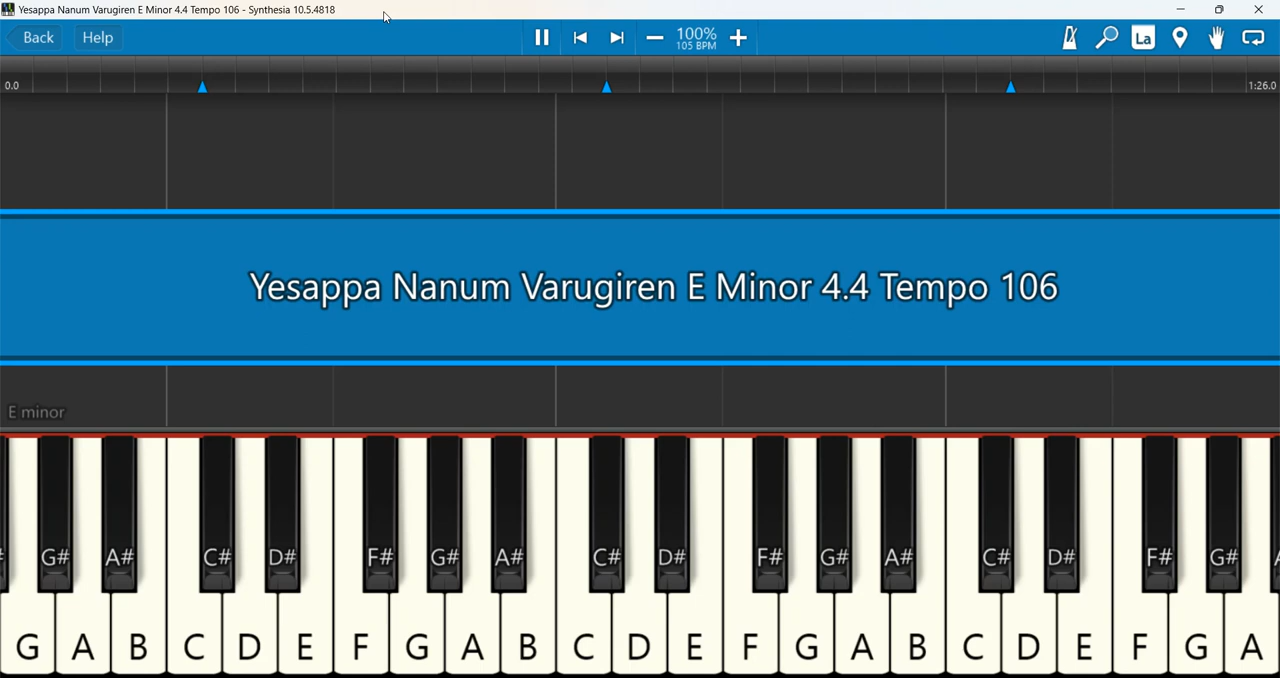 Yesappa Nanum Varugiren E Minor 4.4 Tempo 106 - Synthesia 10.5.4818
Back Help 100% La
105 BPM
0.0 1:26.0
Yesappa Nanum Varugiren E Minor 4.4 Tempo 106
E minor
G# A# C# D# F# G# A# C# D# F# G# A# C# D# F# G#
G A B C D E F G A B C D E F G A B C D E F G A